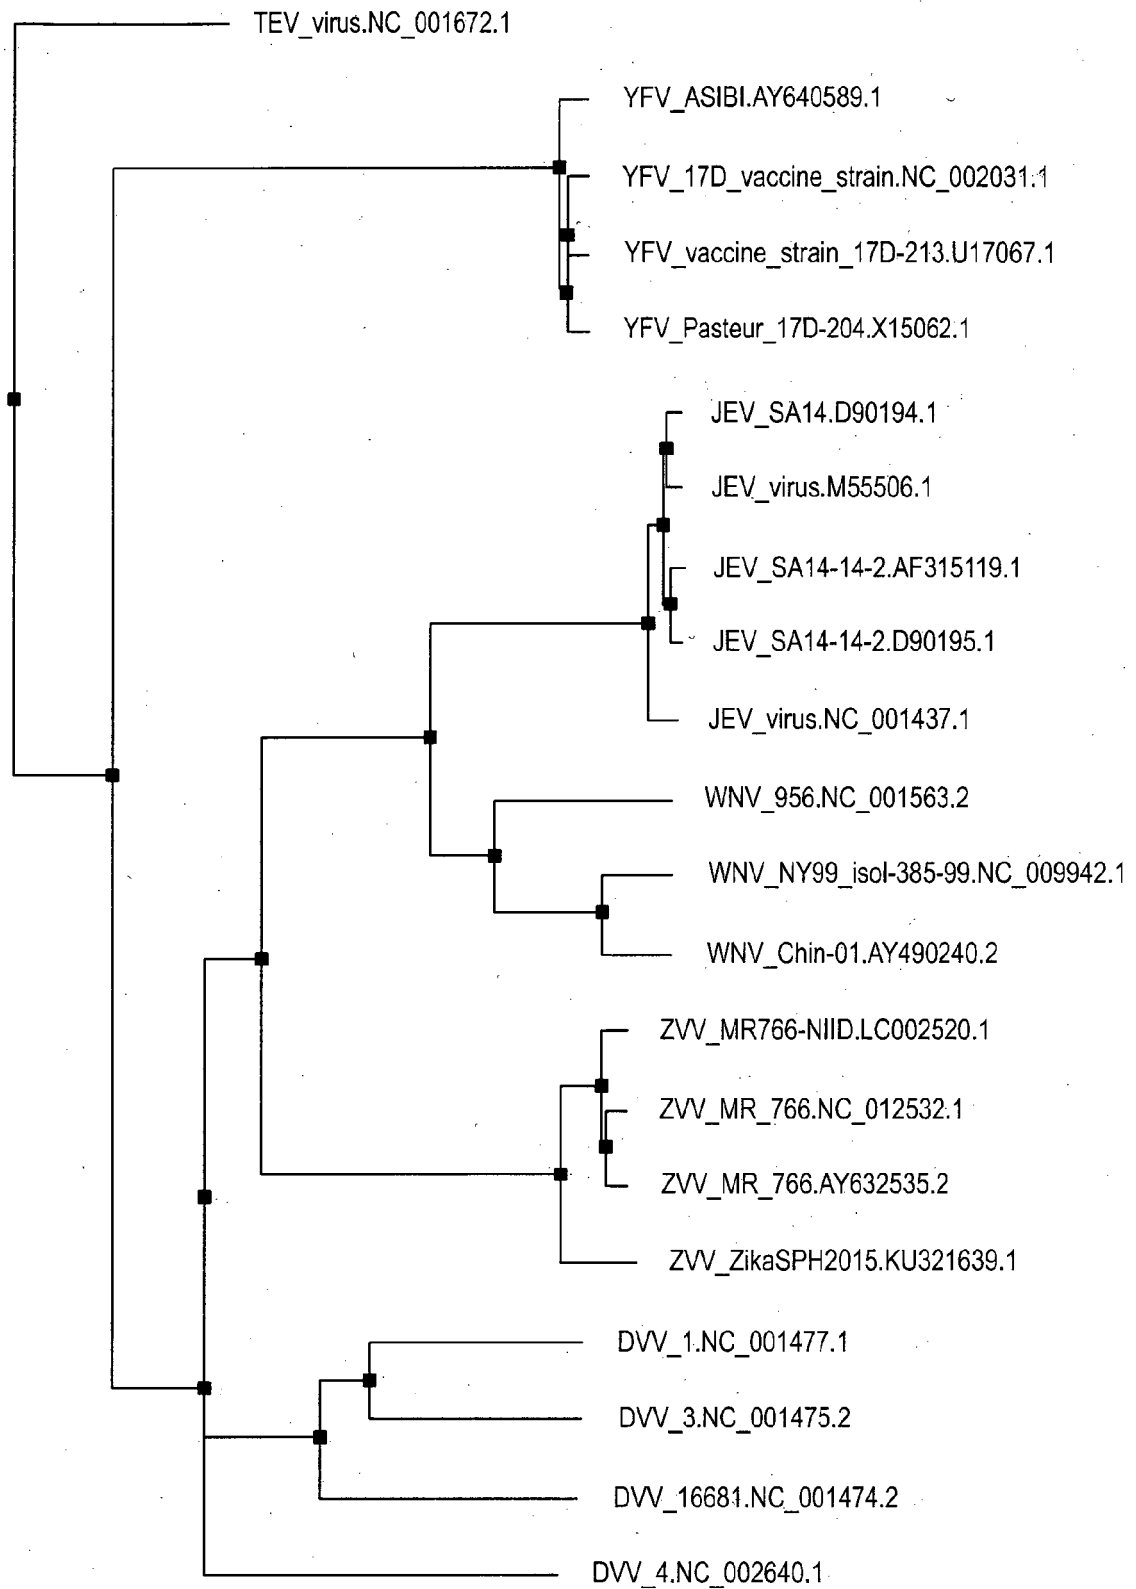 TEV_virus.NC_001672.1
YFV_ASIBI.AY640589.1
YFV_17D_vaccine_strain.NC_002031.1
YFV_vaccine_strain_17D-213.U17067.1
YFV_Pasteur_17D-204.X15062.1
JEV_SA14.D90194.1
JEV_virus.M55506.1
JEV_SA14-14-2.AF315119.1
JEV_SA14-14-2.D90195.1
JEV_virus.NC_001437.1
WNV_956.NC_001563.2
WNV_NY99_isol-385-99.NC_009942.1
WNV_Chin-01.AY490240.2
ZVV_MR766-NIID.LC002520.1
ZVV_MR_766.NC_012532.1
ZVV_MR_766.AY632535.2
ZVV_ZikaSPH2015.KU321639.1
DVV_1.NC_001477.1
DVV_3.NC_001475.2
DVV_16681.NC_001474.2
DVV_4.NC_002640.1